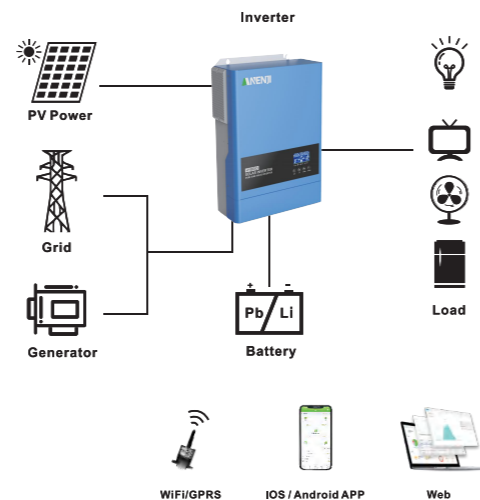 Inverter
PV Power
Grid
Generator
+ -
Pb Li
Battery
Load
WiFi/GPRS
IOS / Android APP
Web